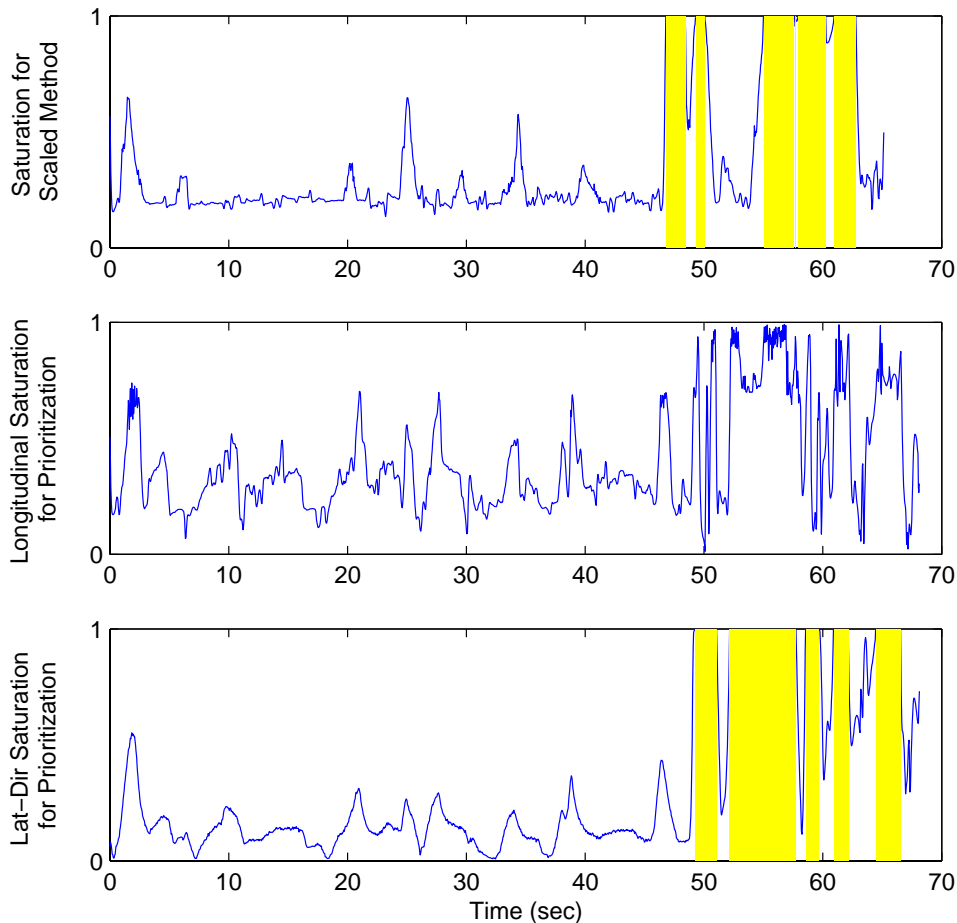 Saturation for
Scaled Method
1
0
0 10 20 30 40 50 60 70
Longitudinal Saturation
for Prioritization
1
0
0 10 20 30 40 50 60 70
Lat−Dir Saturation
for Prioritization
1
0
0 10 20 30 40 50 60 70
Time (sec)